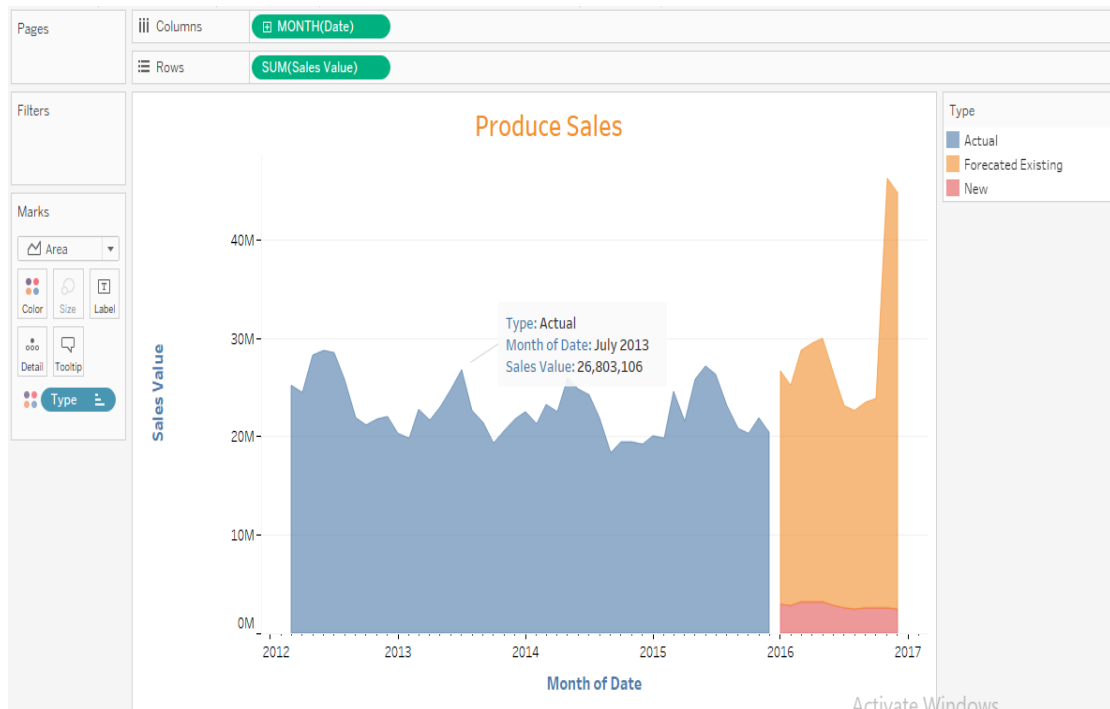 Pages
Columns
MONTH(Date)
Rows
SUM(Sales Value)
Filters
Marks
Area
Color
Size
Label
Detail
Tooltip
Type
Produce Sales
Type
Actual
Forecated Existing
New
40M
30M
20M
10M
0M
Sales Value
Type: Actual
Month of Date: July 2013
Sales Value: 26,803,106
2012 2013 2014 2015 2016 2017
Month of Date
Activate Windows